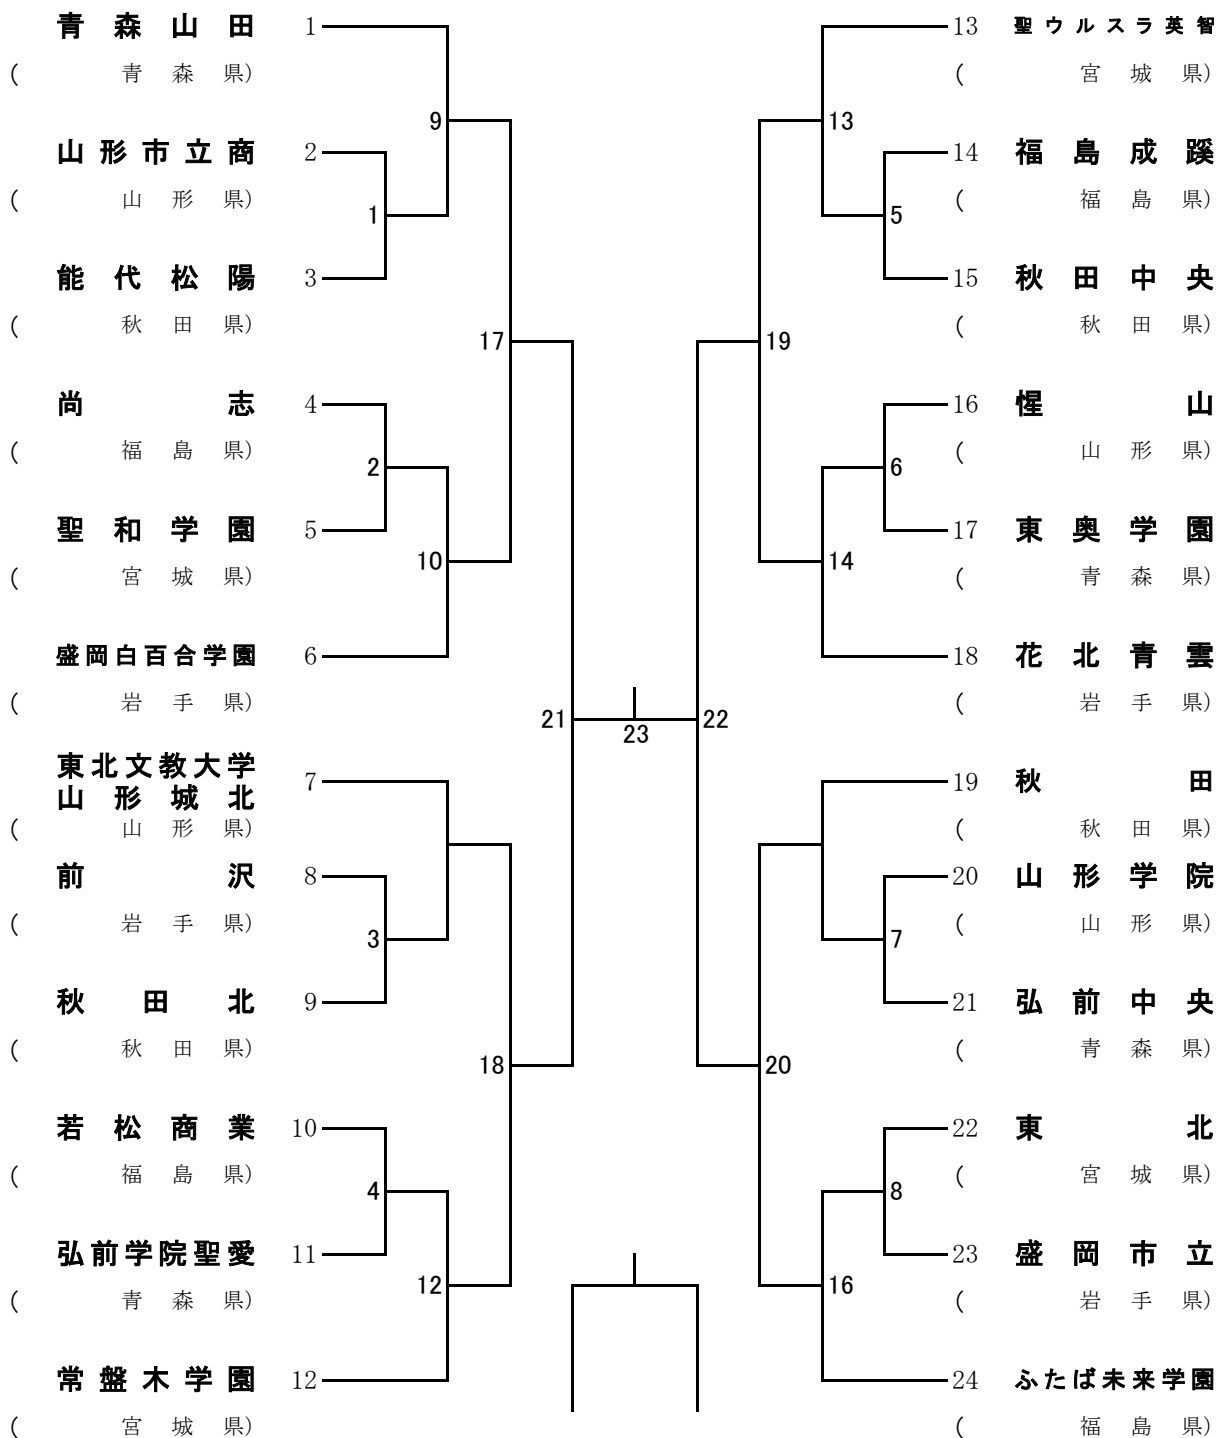 青森山田 1
(青森県)
山形市立商 2
(山形県)
能代松陽 3
(秋田県)
尚志 4
(福島県)
聖和学園 5
(宮城県)
盛岡白百合学園 6
(岩手県)
東北文教大学
山形城北 7
(山形県)
前沢 8
(岩手県)
秋田北 9
(秋田県)
若松商業 10
(福島県)
弘前学院聖愛 11
(青森県)
常盤木学園 12
(宮城県)
9
1
17
2
10
21
3
18
4
12
23
13
5
19
6
14
22
7
20
8
16
13 聖ウルスラ英智
(宮城県)
14 福島成蹊
(福島県)
15 秋田中央
(秋田県)
16 惺山
(山形県)
17 東奥学園
(青森県)
18 花北青雲
(岩手県)
19 秋田
(秋田県)
20 山形学院
(山形県)
21 弘前中央
(青森県)
22 東北
(宮城県)
23 盛岡市立
(岩手県)
24 ふたば未来学園
(福島県)